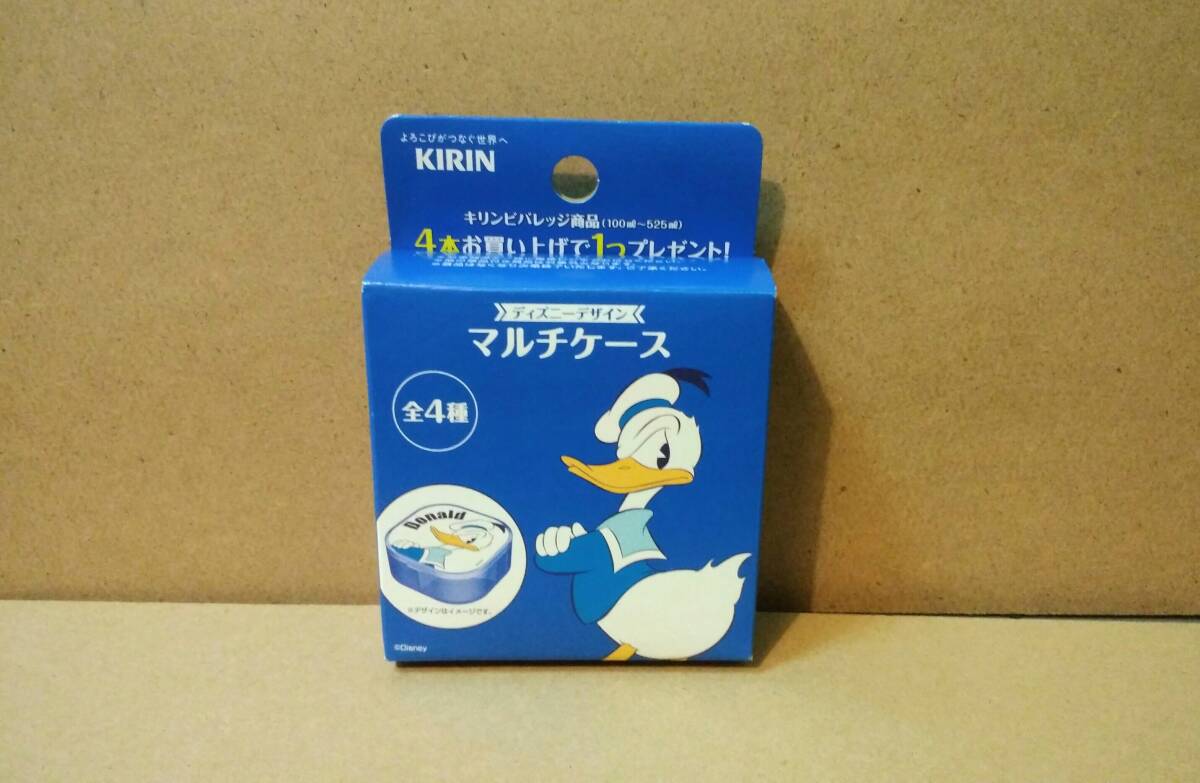 よろこびがつなぐ世界へ
KIRIN
キリンビバレッジ商品(100㎖〜525㎖)
4本お買い上げで1つプレゼント!
ディズニーデザイン
マルチケース
全4種
Donald
※デザインはイメージです。
©Disney